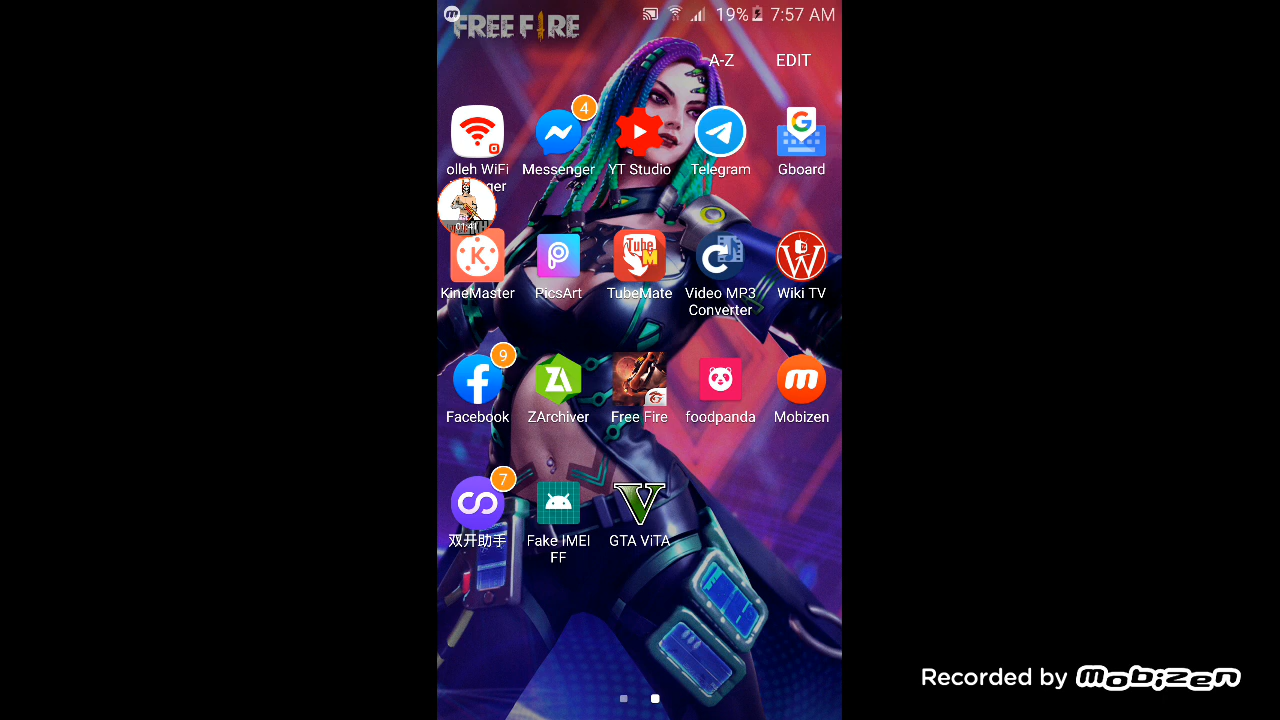 FREE FIRE
19% 7:57 AM
A-Z EDIT
4
olleh WiFi Messenger YT Studio Telegram Gboard
01:4
KineMaster PicsArt TubeMate Video MP3 Converter Wiki TV
9
Facebook ZArchiver Free Fire foodpanda Mobizen
7
双开助手 Fake IMEI FF GTA ViTA
Recorded by mobizen